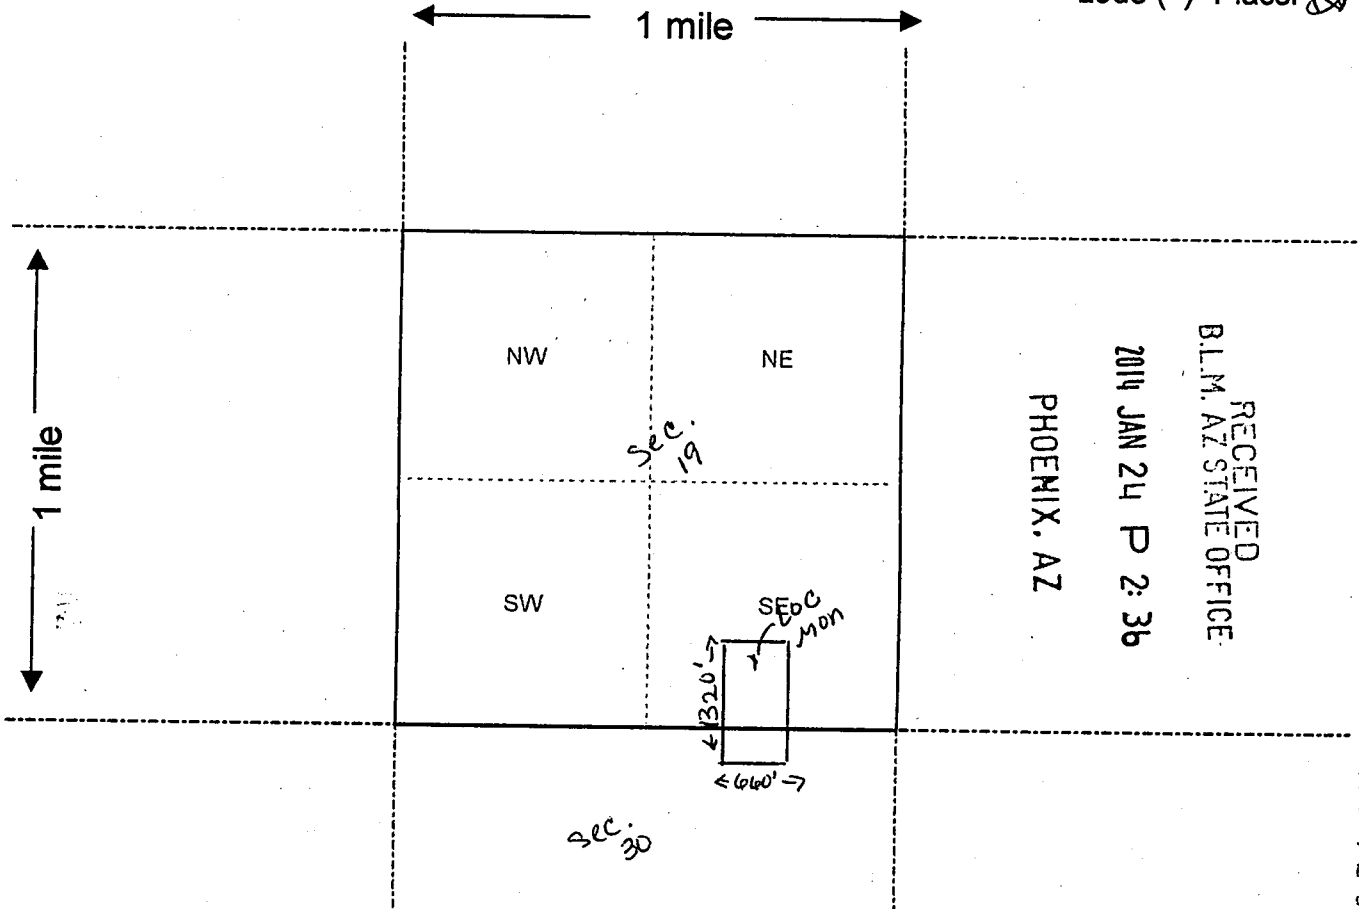 1 mile
1 mile
NW
NE
Sec.
19
SW
SE
LOC
Mon
1320'
660'
Sec.
30
RECEIVED
B.L.M. AZ STATE OFFICE
2014 JAN 24 P 2:36
PHOENIX, AZ